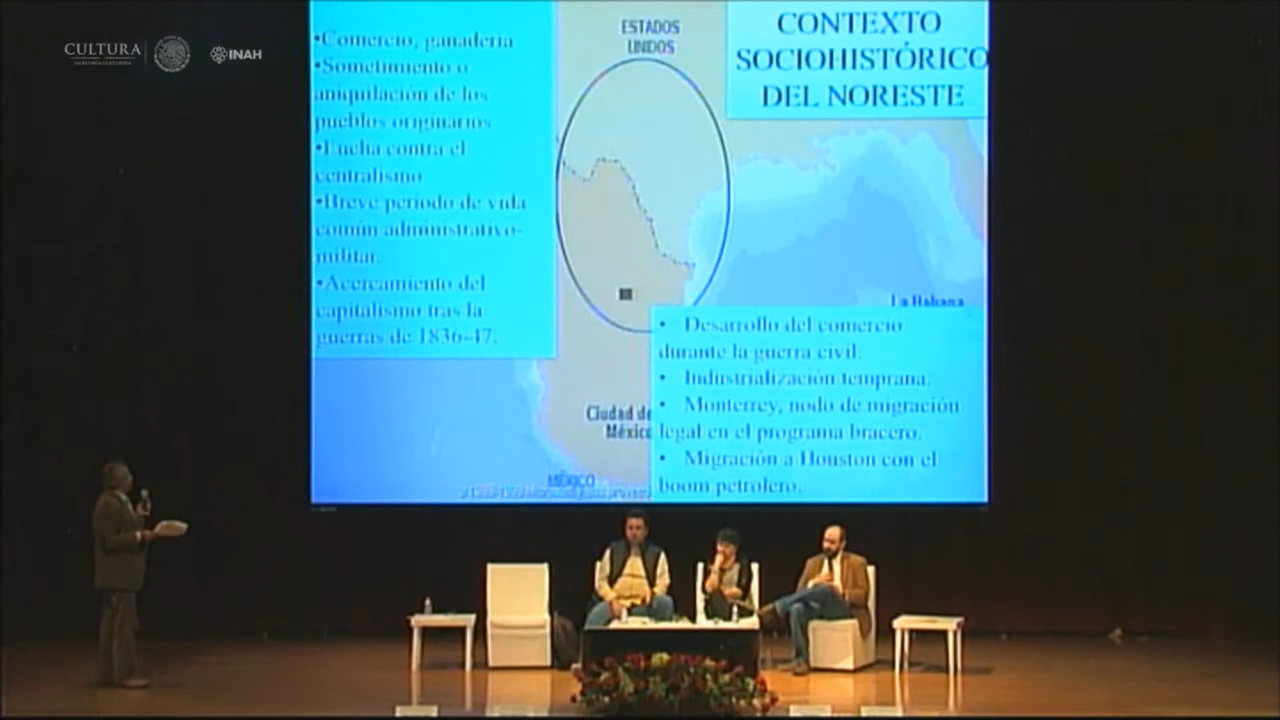 CULTURA
INAH
•Comercio, ganadería
•Sometimiento o
aniquilación de los
pueblos originarios
•Lucha contra el
centralismo
•Breve periodo de vida
común administrativo-
militar.
•Acercamiento del
capitalismo tras la
guerras de 1836-47.
ESTADOS
UNIDOS
CONTEXTO
SOCIOHISTÓRICO
DEL NORESTE
La Habana
• Desarrollo del comercio
durante la guerra civil.
• Industrialización temprana.
• Monterrey, nodo de migración
legal en el programa bracero.
• Migración a Houston con el
boom petrolero.
Ciudad de
México
MÉXICO